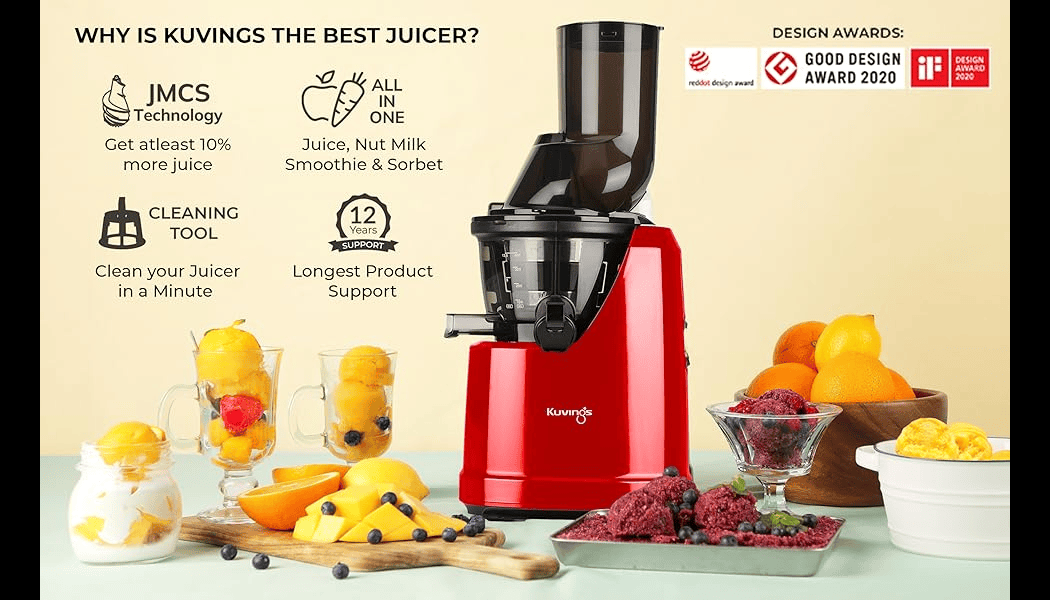 WHY IS KUVINGS THE BEST JUICER?
JMCS
Technology
Get atleast 10%
more juice
ALL
IN
ONE
Juice, Nut Milk
Smoothie & Sorbet
CLEANING
TOOL
Clean your Juicer
in a Minute
12
Years
SUPPORT
Longest Product
Support
DESIGN AWARDS:
reddot design award
GOOD DESIGN
AWARD 2020
iF
DESIGN
AWARD
2020
Kuvings